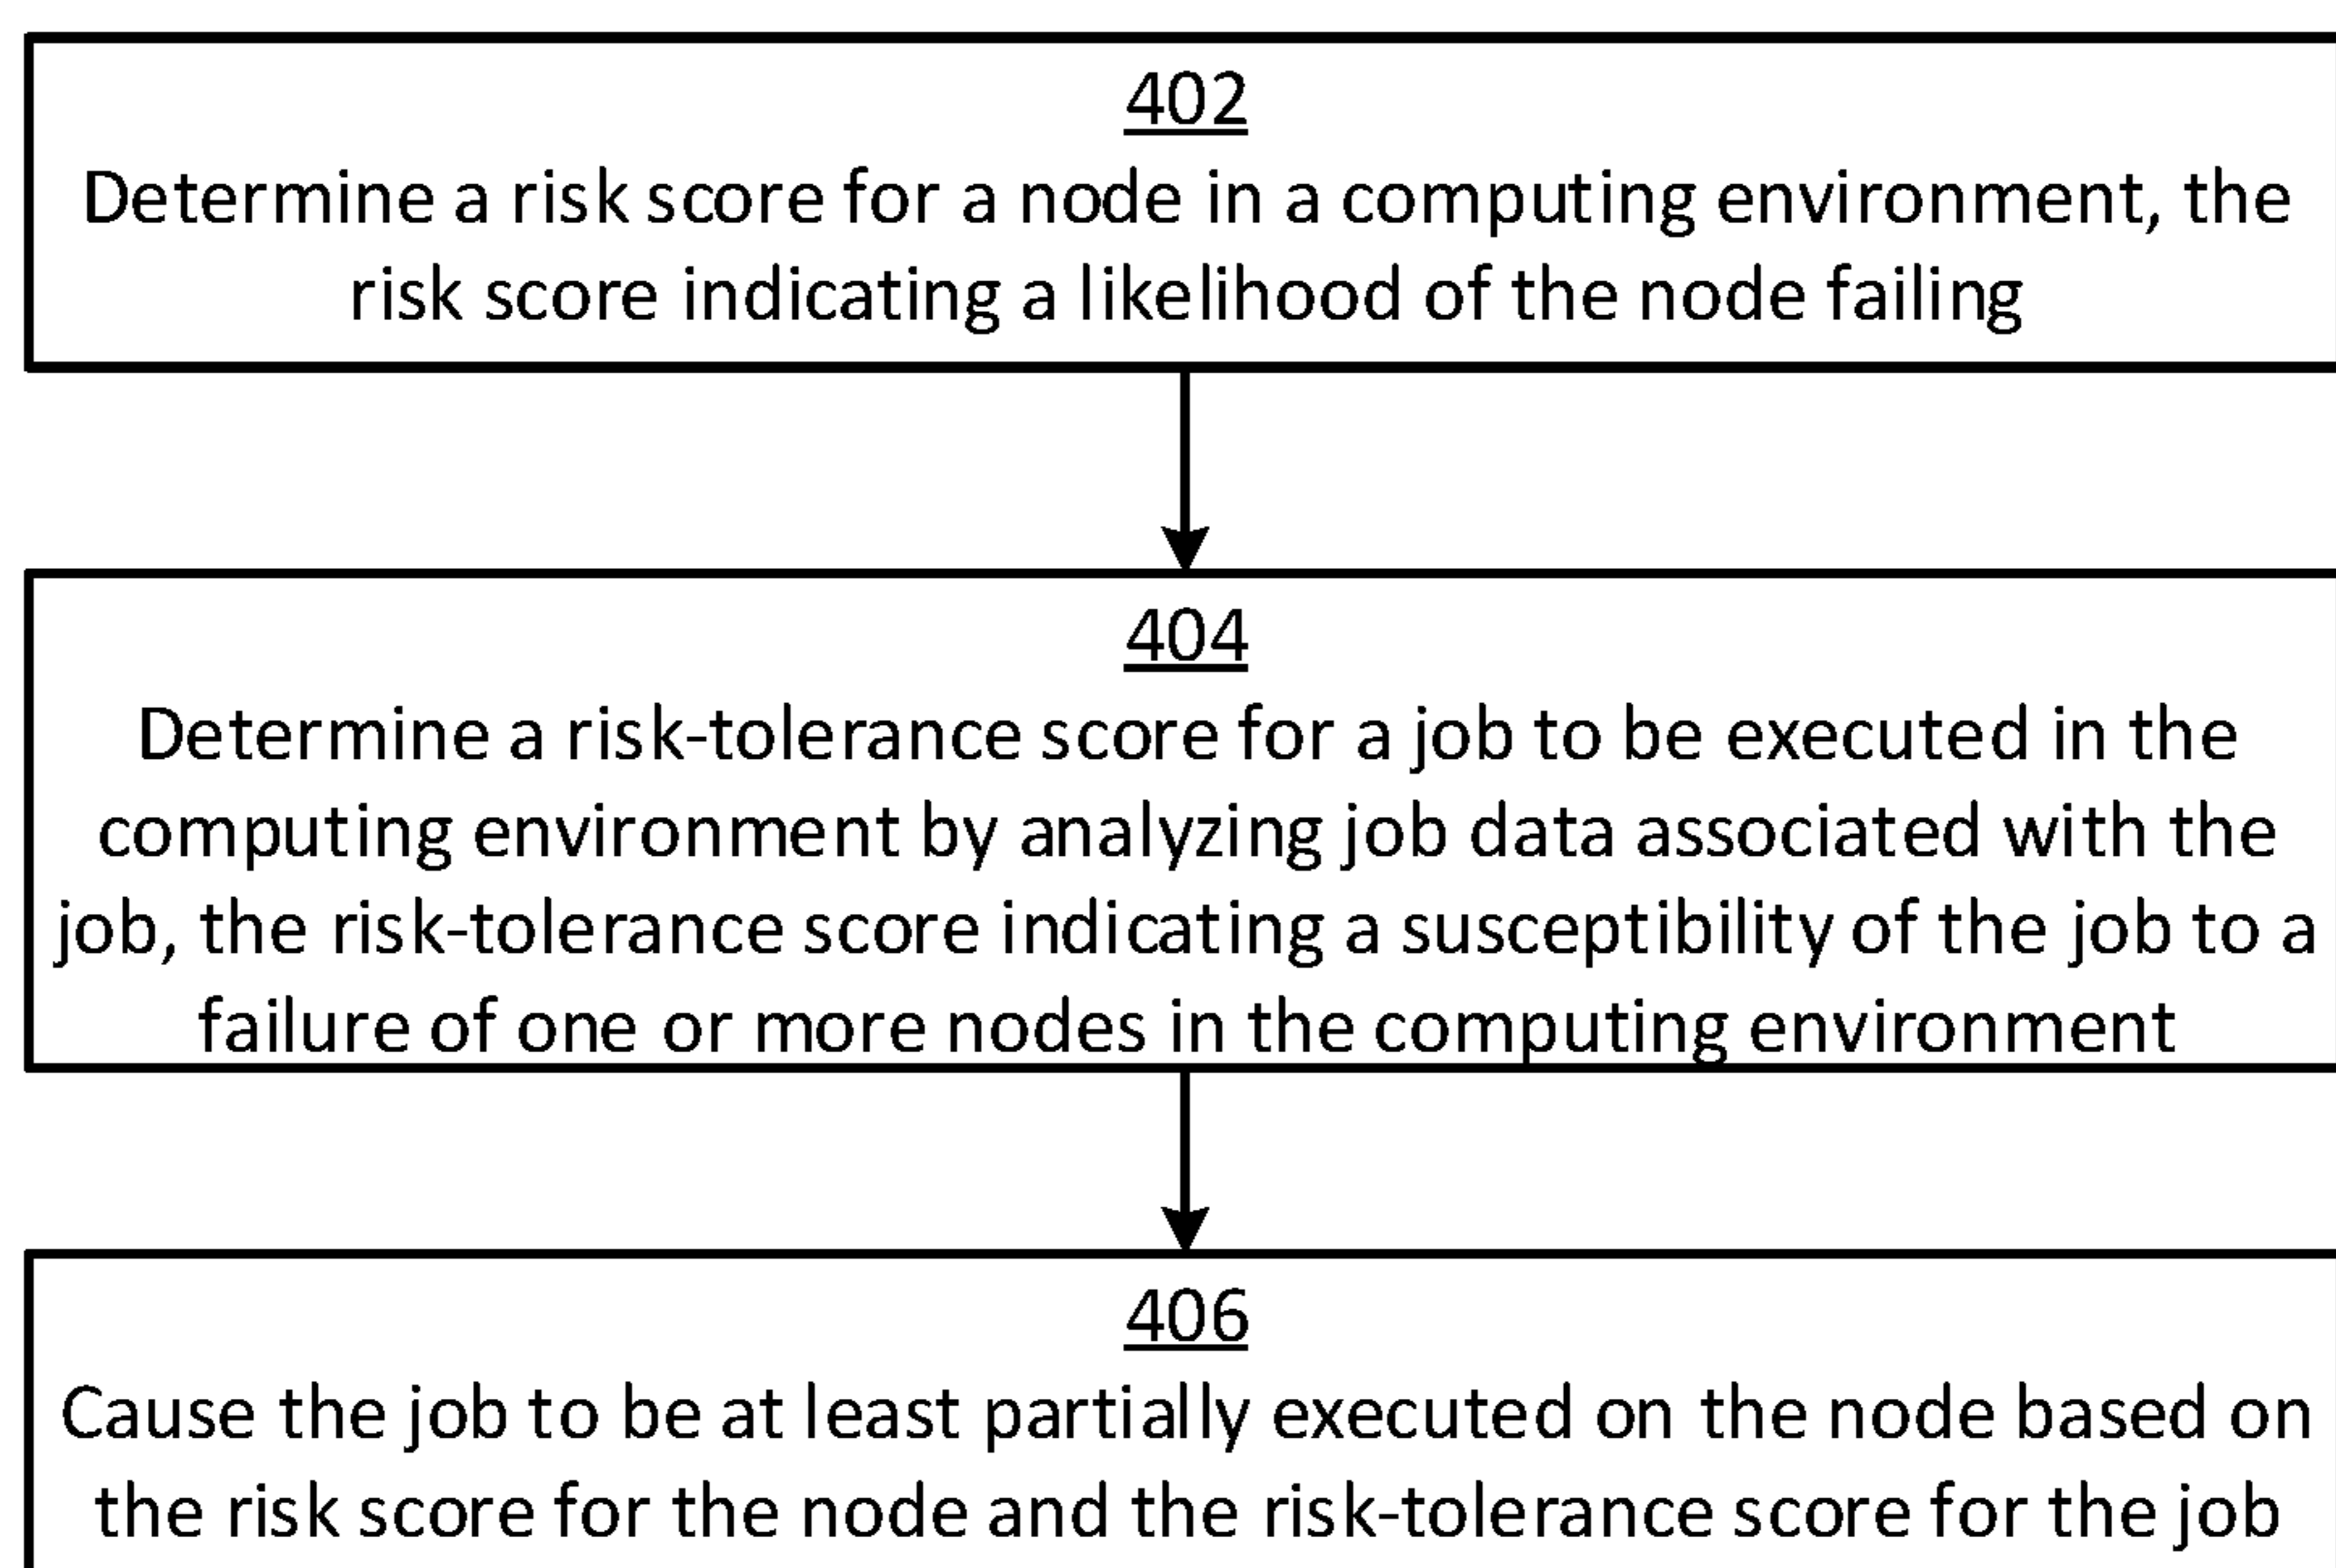 402
Determine a risk score for a node in a computing environment, the
risk score indicating a likelihood of the node failing
404
Determine a risk-tolerance score for a job to be executed in the
computing environment by analyzing job data associated with the
job, the risk-tolerance score indicating a susceptibility of the job to a
failure of one or more nodes in the computing environment
406
Cause the job to be at least partially executed on the node based on
the risk score for the node and the risk-tolerance score for the job